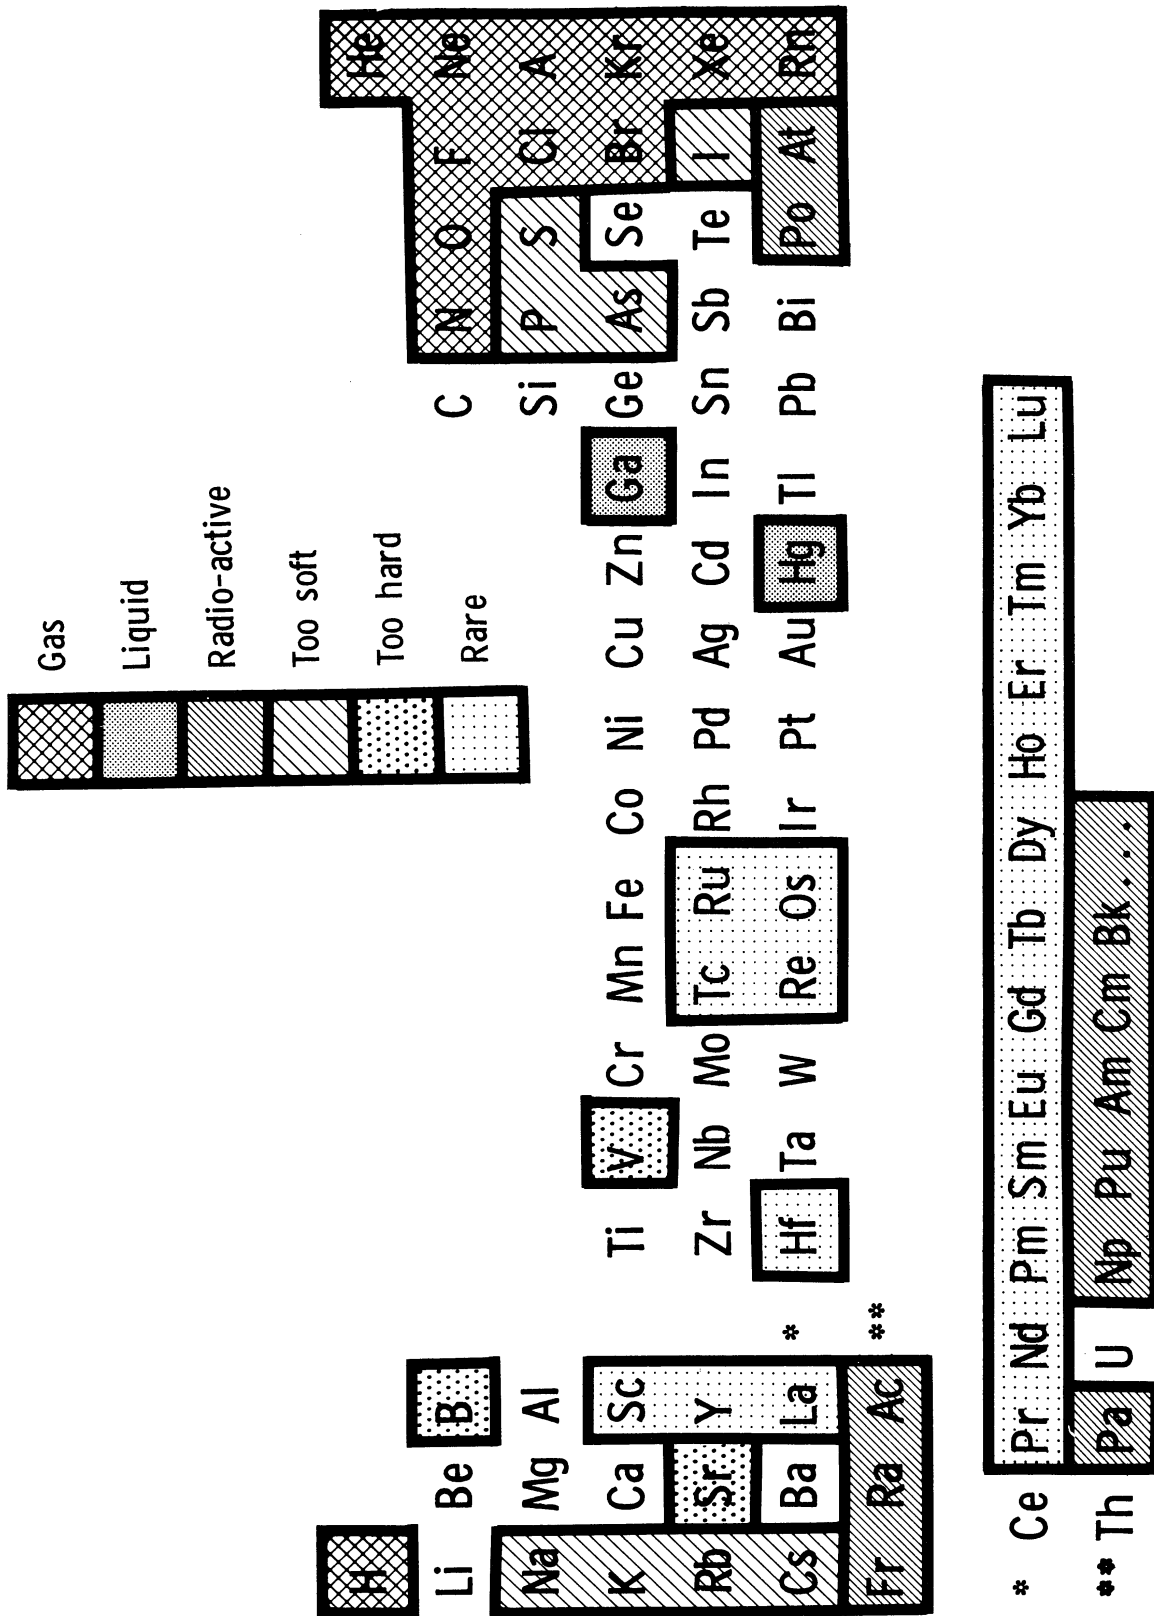 Gas
Liquid
Radio-active
Too soft
Too hard
Rare
H He
Li Be B C N O F Ne
Na Mg Al Si P S Cl A
K Ca Sc Ti V Cr Mn Fe Co Ni Cu Zn Ga Ge As Se Br Kr
Rb Sr Y Zr Nb Mo Tc Ru Rh Pd Ag Cd In Sn Sb Te I Xe
Cs Ba La * Hf Ta W Re Os Ir Pt Au Hg Tl Pb Bi Po At Rn
Fr Ra Ac **
* Ce Pr Nd Pm Sm Eu Gd Tb Dy Ho Er Tm Yb Lu
** Th Pa U Np Pu Am Cm Bk....